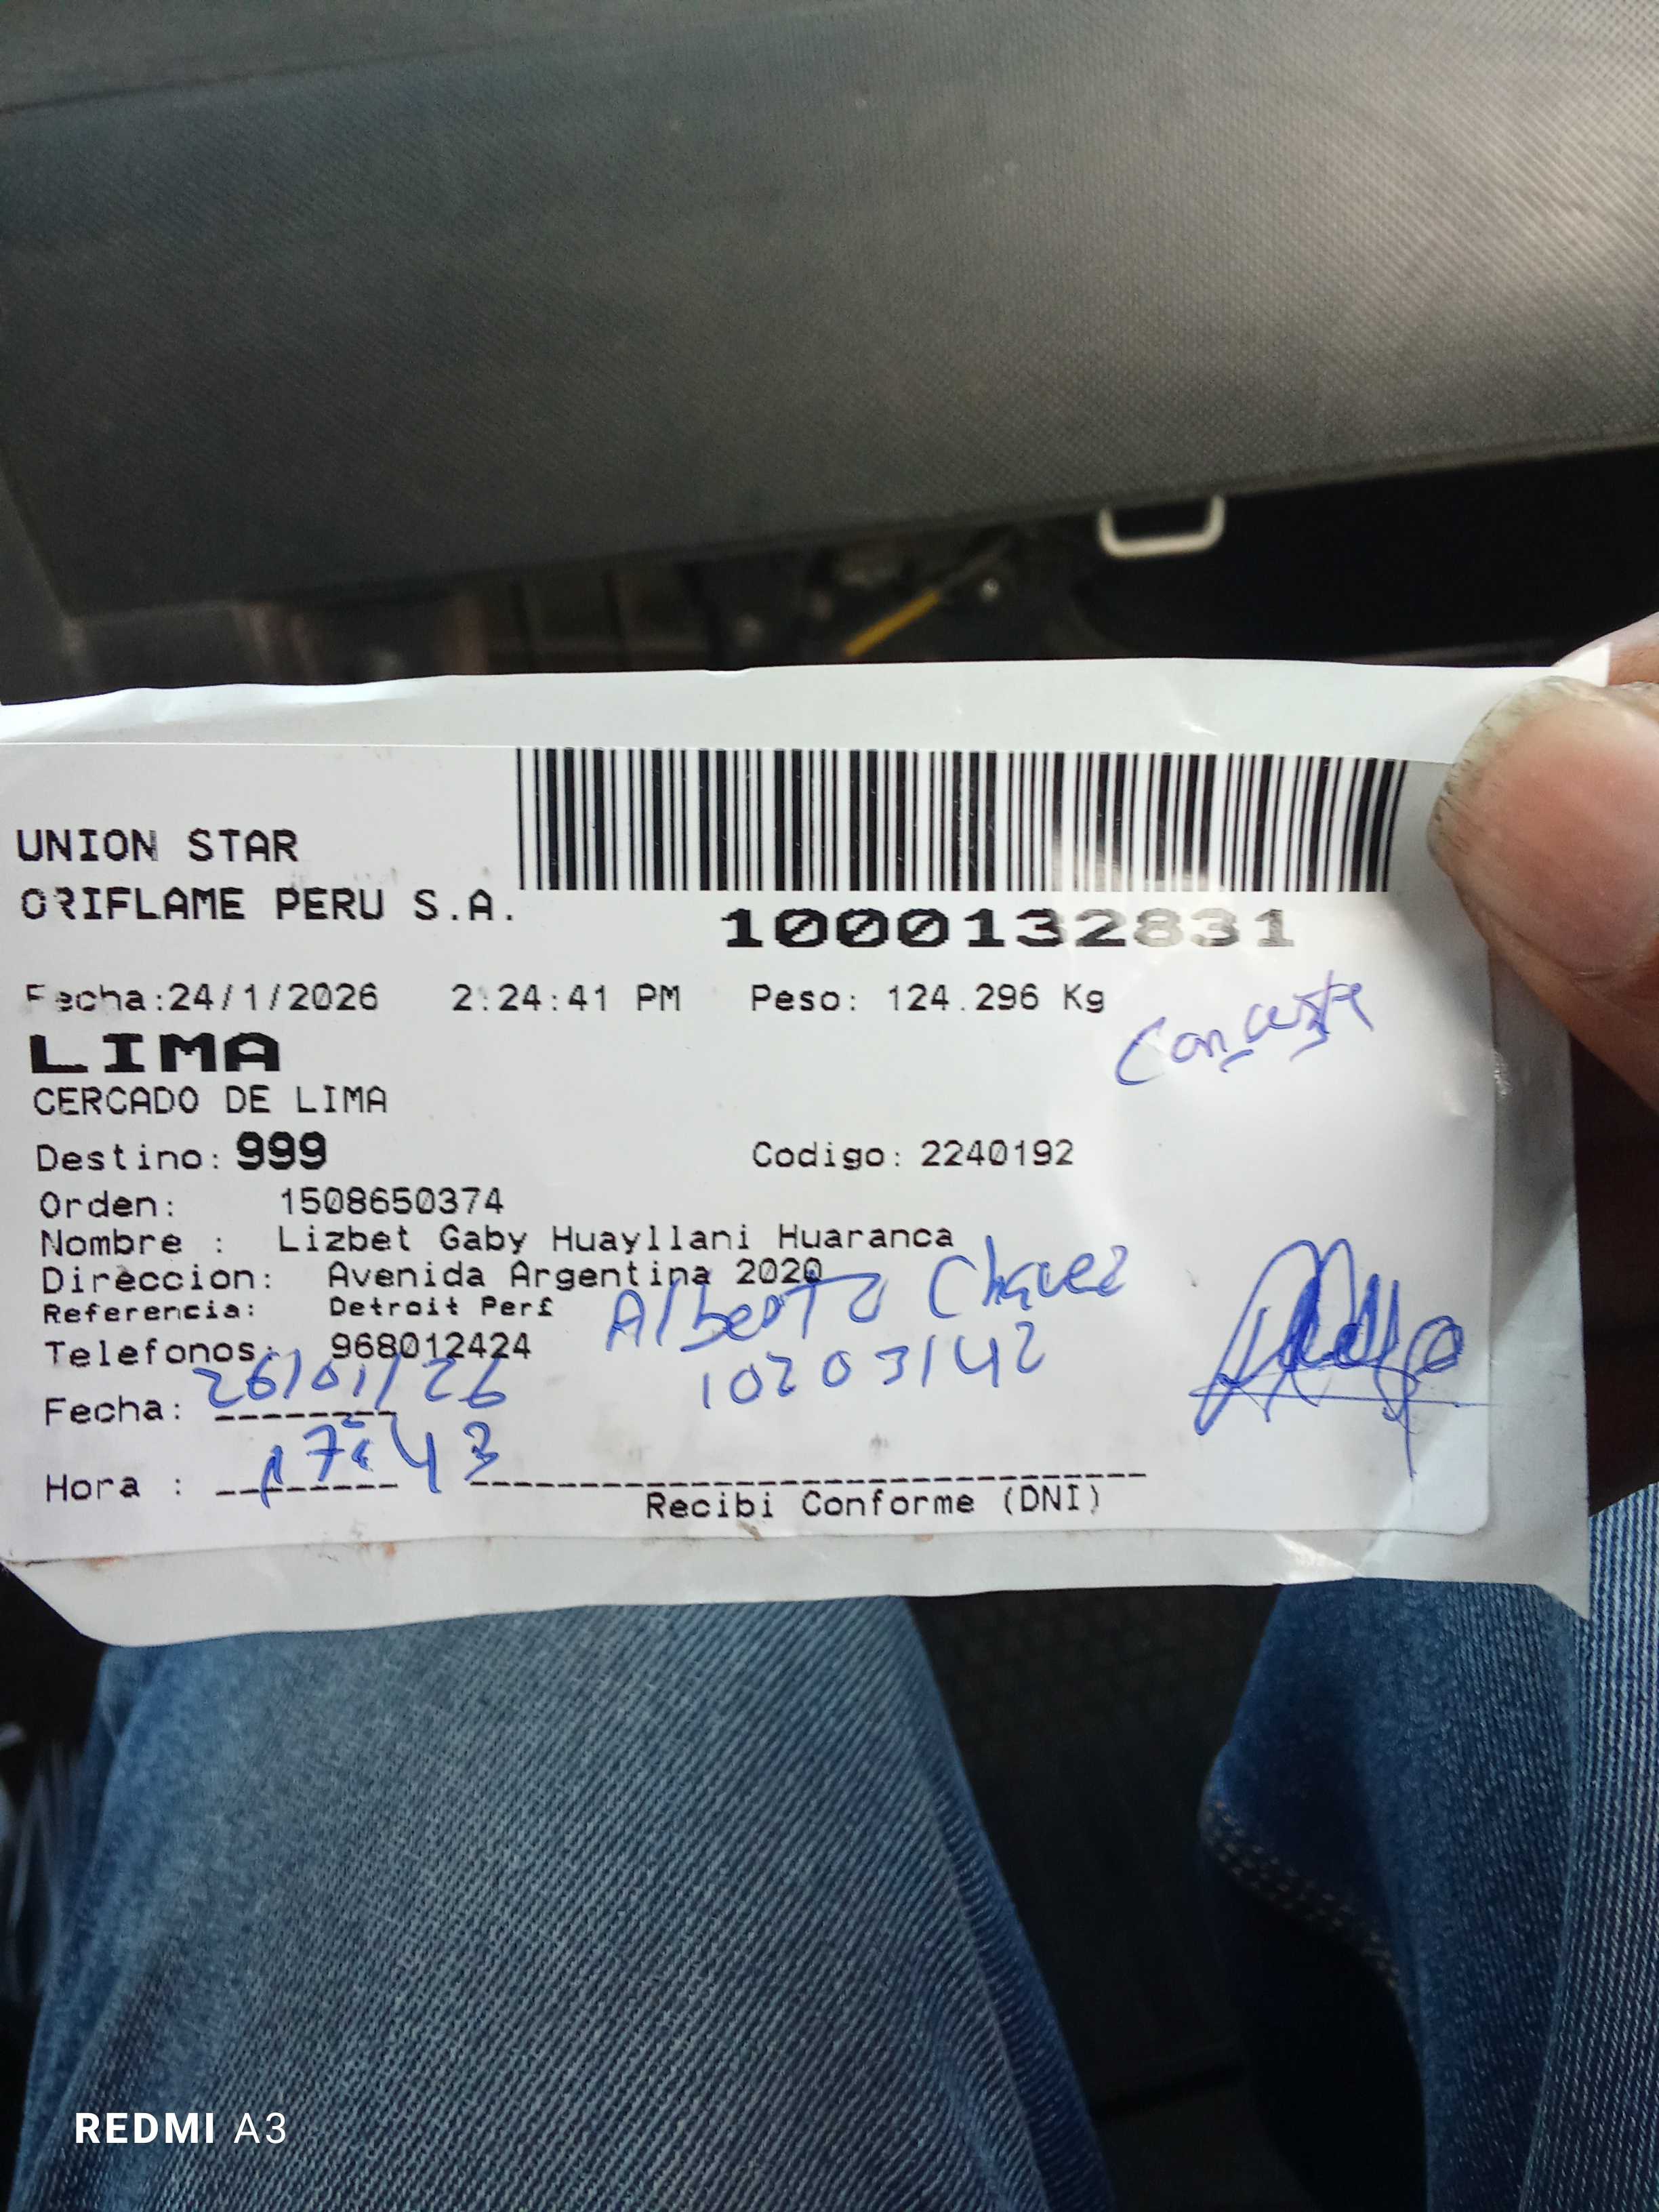 UNION STAR
ORIFLAME PERU S.A.
1000132831
Fecha:24/1/2026 2:24:41 PM Peso: 124.296 Kg
LIMA
CERCADO DE LIMA
Destino: 999 Codigo: 2240192
Orden: 1508650374
Nombre : Lizbet Gaby Huayllani Huaranca
Direccion: Avenida Argentina 2020
Referencia: Detroit Perf
Alberto Chavez
Telefonos: 968012424
10203142
Fecha: 26/01/26
Hora : 17:43
Recibi Conforme (DNI)
REDMI A3